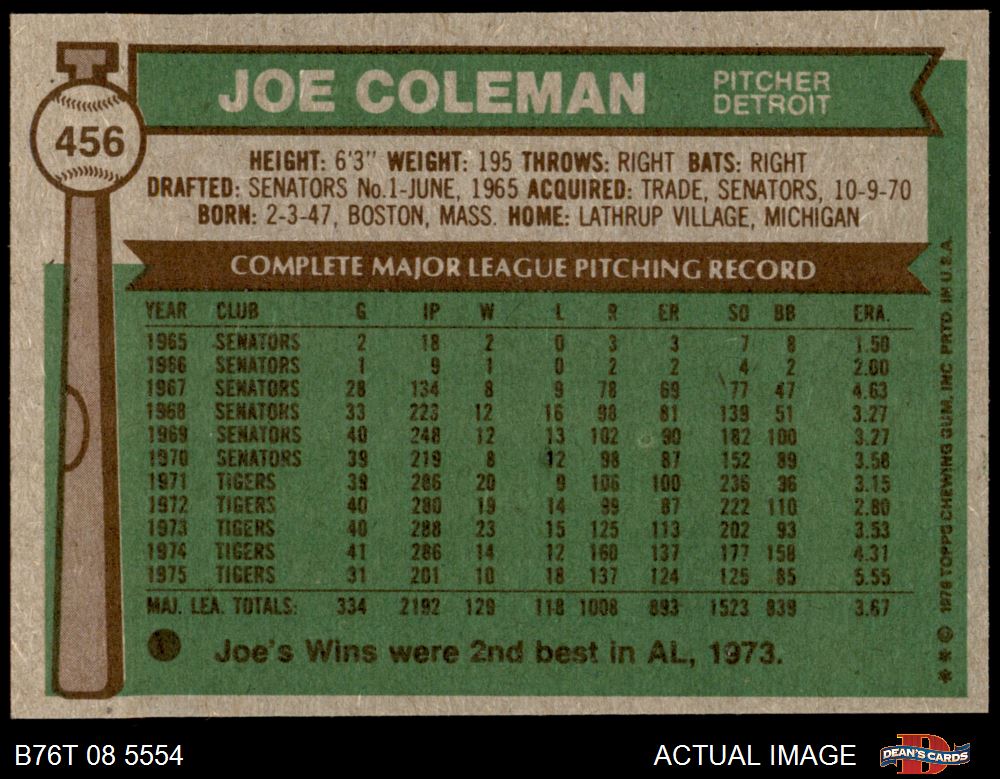 456
JOE COLEMAN
PITCHER
DETROIT
HEIGHT: 6'3" WEIGHT: 195 THROWS: RIGHT BATS: RIGHT
DRAFTED: SENATORS No.1-JUNE, 1965 ACQUIRED: TRADE, SENATORS, 10-9-70
BORN: 2-3-47, BOSTON, MASS. HOME: LATHRUP VILLAGE, MICHIGAN
COMPLETE MAJOR LEAGUE PITCHING RECORD
YEAR CLUB G IP W L R ER SO BB ERA.
1965 SENATORS 2 18 2 0 3 3 7 8 1.50
1966 SENATORS 1 9 1 0 2 2 4 2 2.00
1967 SENATORS 28 134 8 9 78 69 77 47 4.63
1968 SENATORS 33 223 12 16 98 81 139 51 3.27
1969 SENATORS 40 248 12 13 102 90 182 100 3.27
1970 SENATORS 39 219 8 12 98 87 152 89 3.58
1971 TIGERS 39 286 20 9 106 100 236 96 3.15
1972 TIGERS 40 280 19 14 99 87 222 110 2.80
1973 TIGERS 40 288 23 15 125 113 202 93 3.53
1974 TIGERS 41 286 14 12 160 137 177 158 4.31
1975 TIGERS 31 201 10 18 137 124 125 85 5.55
MAJ. LEA. TOTALS: 334 2192 129 118 1008 893 1523 839 3.67
Joe's Wins were 2nd best in AL, 1973.
* * © 1976 TOPPS CHEWING GUM, INC PRTD. IN U.S.A.
B76T 08 5554
ACTUAL IMAGE
DEAN'S CARDS